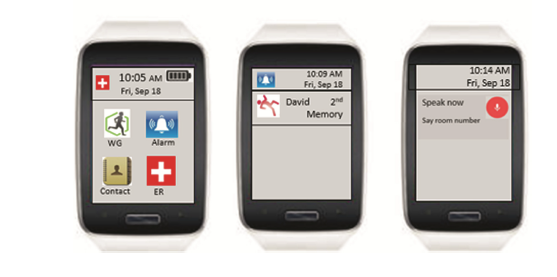 10:05 AM
Fri, Sep 18
WG
Alarm
Contact
ER
10:09 AM
Fri, Sep 18
David 2nd
Memory
10:14 AM
Fri, Sep 18
Speak now
Say room number